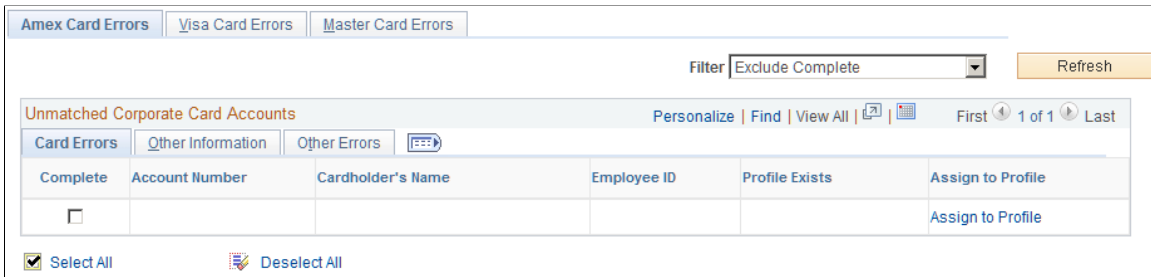 Amex Card Errors Visa Card Errors Master Card Errors
Filter Exclude Complete Refresh
Unmatched Corporate Card Accounts Personalize | Find | View All | | First 1 of 1 Last
Card Errors Other Information Other Errors
Complete Account Number Cardholder's Name Employee ID Profile Exists Assign to Profile
Assign to Profile
Select All Deselect All